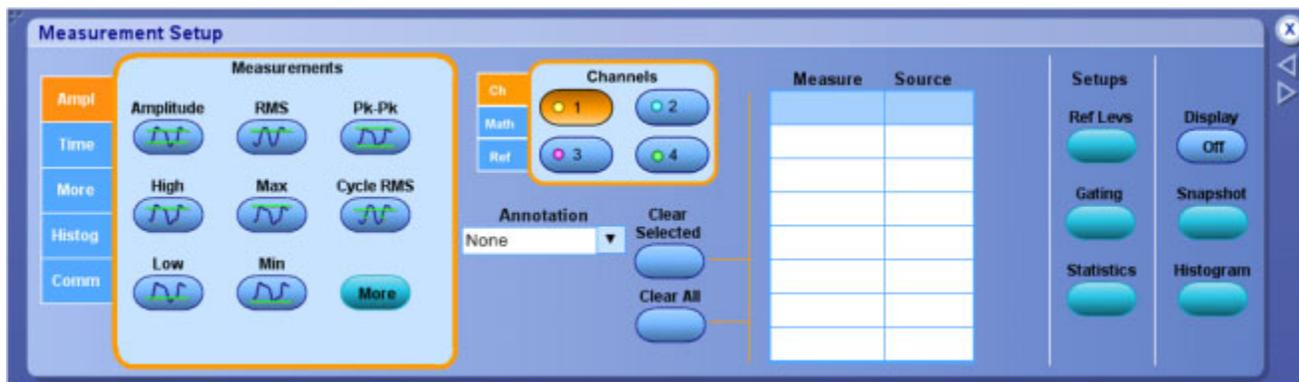 Measurement Setup
X
Ampl
Time
More
Histog
Comm
Measurements
Amplitude RMS Pk-Pk
High Max Cycle RMS
Low Min
More
Ch
Math
Ref
Channels
1 2
3 4
Annotation
None
Clear
Selected
Clear All
Measure Source
Setups
Ref Levs
Gating
Statistics
Display
Off
Snapshot
Histogram